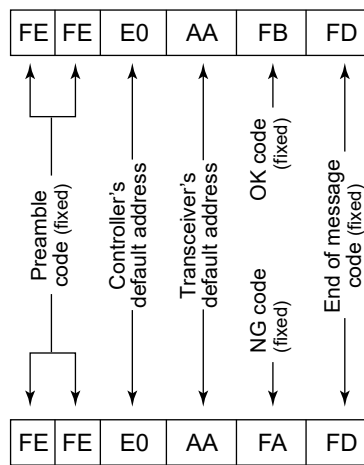 FE FE E0 AA FB FD
Preamble
code (fixed)
Controller's
default address
Transceiver's
default address
OK code
(fixed)
NG code
(fixed)
End of message
code (fixed)
FE FE E0 AA FA FD